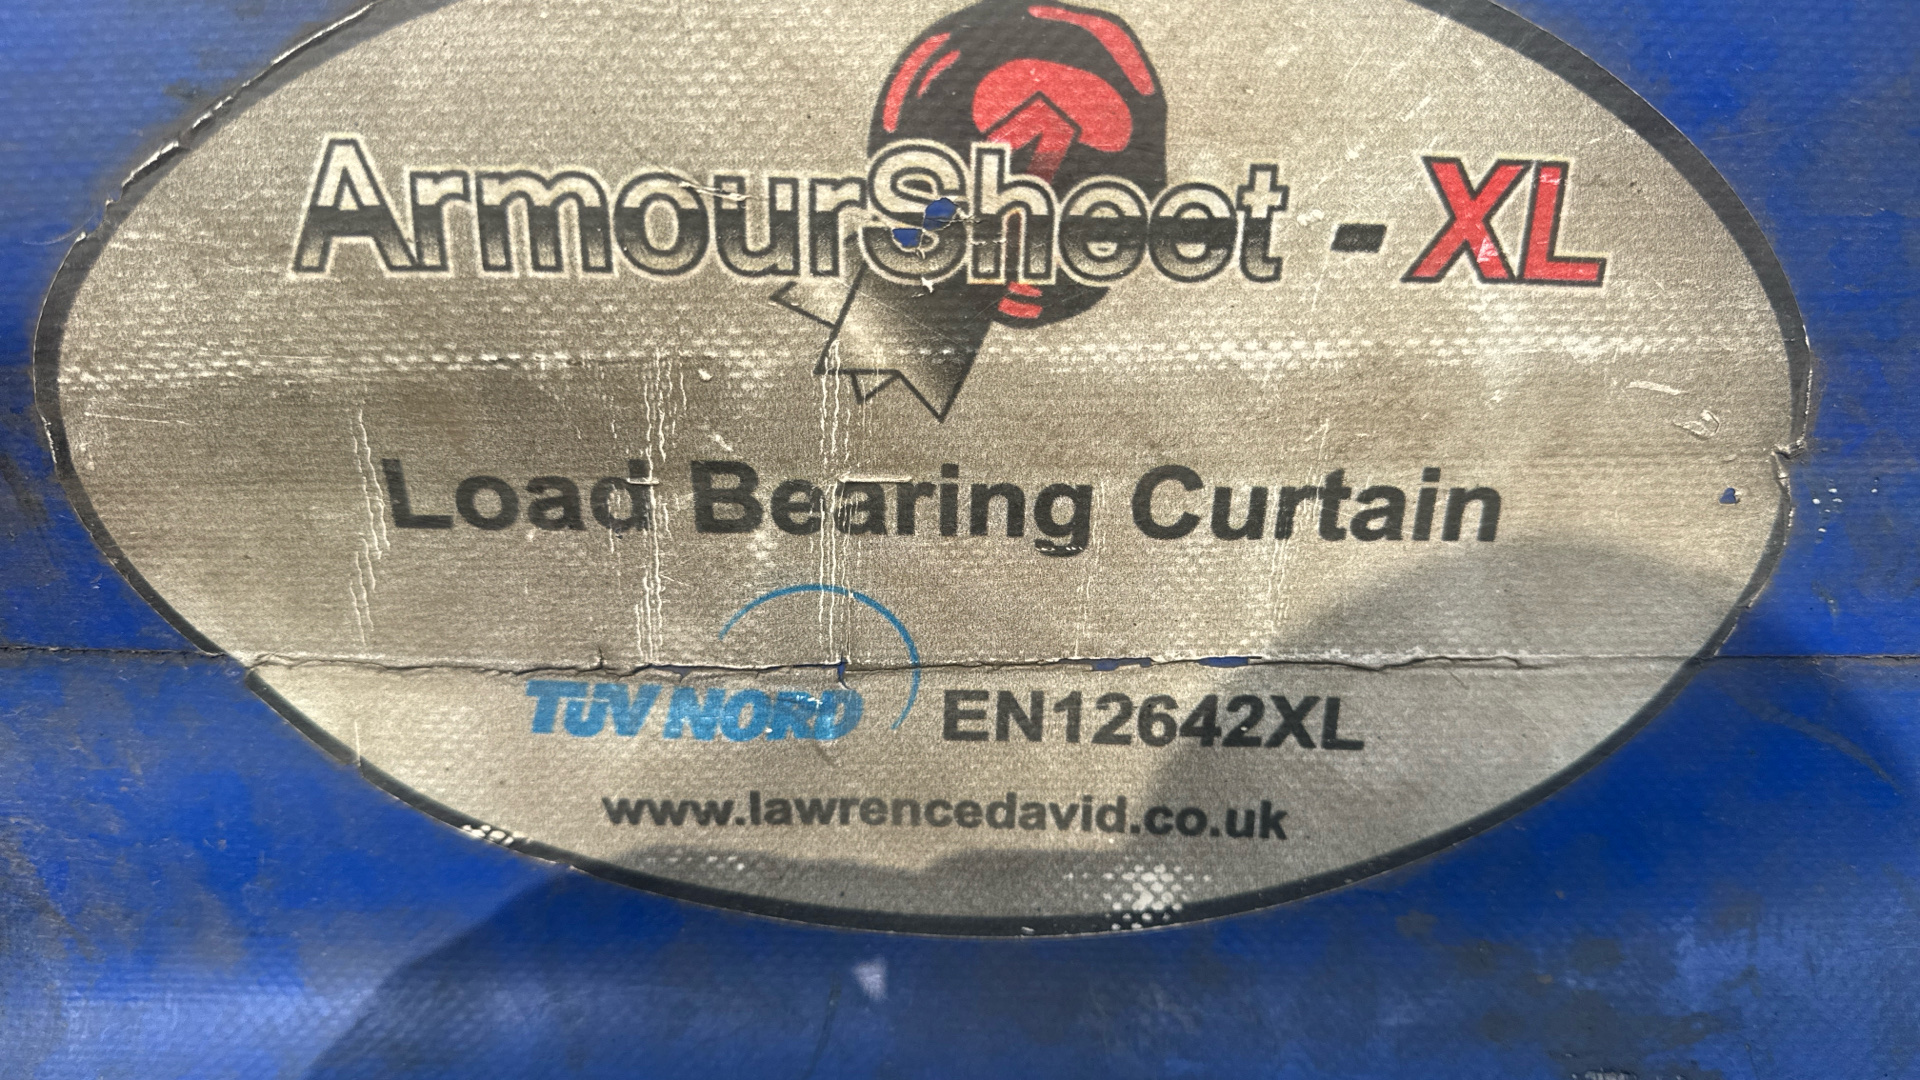 ArmourSheet - XL
Load Bearing Curtain
TÜV NORD EN12642XL
www.lawrencedavid.co.uk